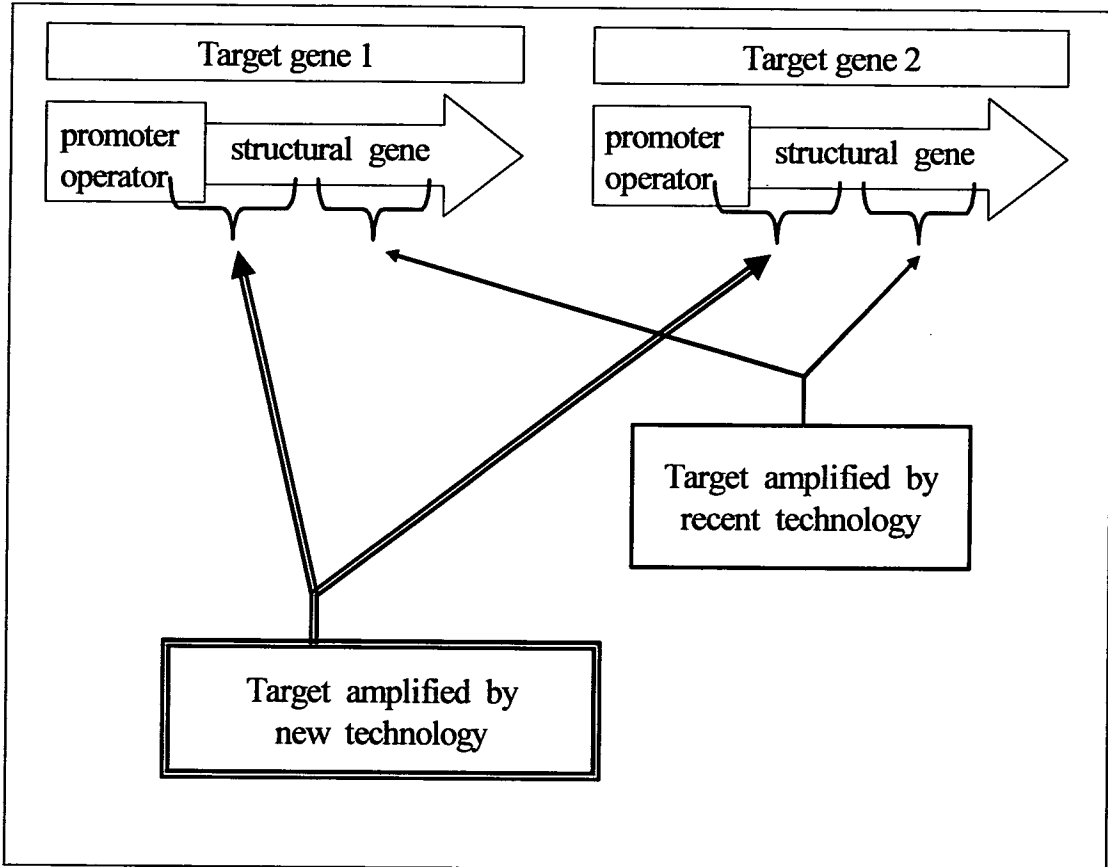 Target gene 1
Target gene 2
promoter
operator
structural gene
promoter
operator
structural gene
Target amplified by
recent technology
Target amplified by
new technology